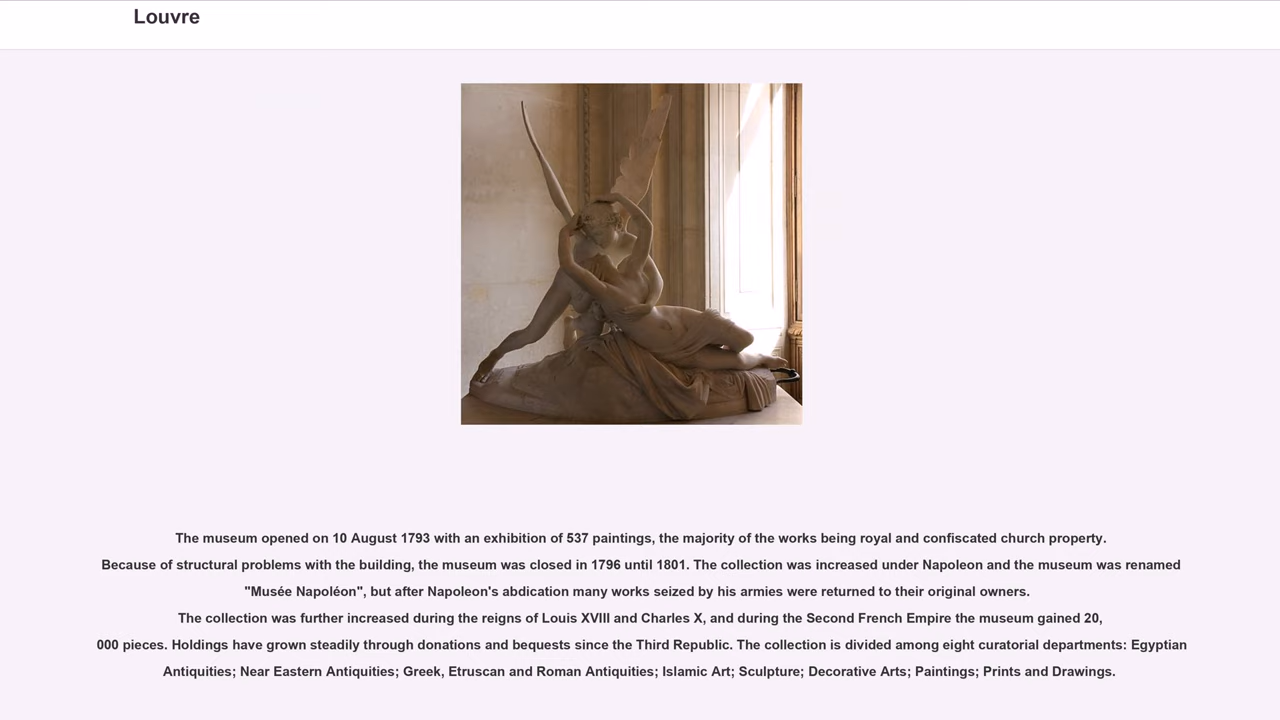 Louvre
The museum opened on 10 August 1793 with an exhibition of 537 paintings, the majority of the works being royal and confiscated church property.
Because of structural problems with the building, the museum was closed in 1796 until 1801. The collection was increased under Napoleon and the museum was renamed
"Musée Napoléon", but after Napoleon's abdication many works seized by his armies were returned to their original owners.
The collection was further increased during the reigns of Louis XVIII and Charles X, and during the Second French Empire the museum gained 20,
000 pieces. Holdings have grown steadily through donations and bequests since the Third Republic. The collection is divided among eight curatorial departments: Egyptian
Antiquities; Near Eastern Antiquities; Greek, Etruscan and Roman Antiquities; Islamic Art; Sculpture; Decorative Arts; Paintings; Prints and Drawings.